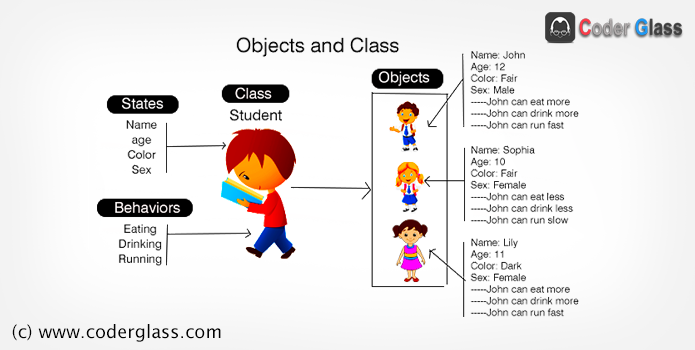 Coder Glass
Objects and Class
States
Name
age
Color
Sex
Behaviors
Eating
Drinking
Running
Class
Student
Objects
Name: John
Age: 12
Color: Fair
Sex: Male
-----John can eat more
-----John can drink more
-----John can run fast
Name: Sophia
Age: 10
Color: Fair
Sex: Female
-----John can eat less
-----John can drink less
-----John can run slow
Name: Lily
Age: 11
Color: Dark
Sex: Female
-----John can eat more
-----John can drink more
-----John can run fast
(c) www.coderglass.com